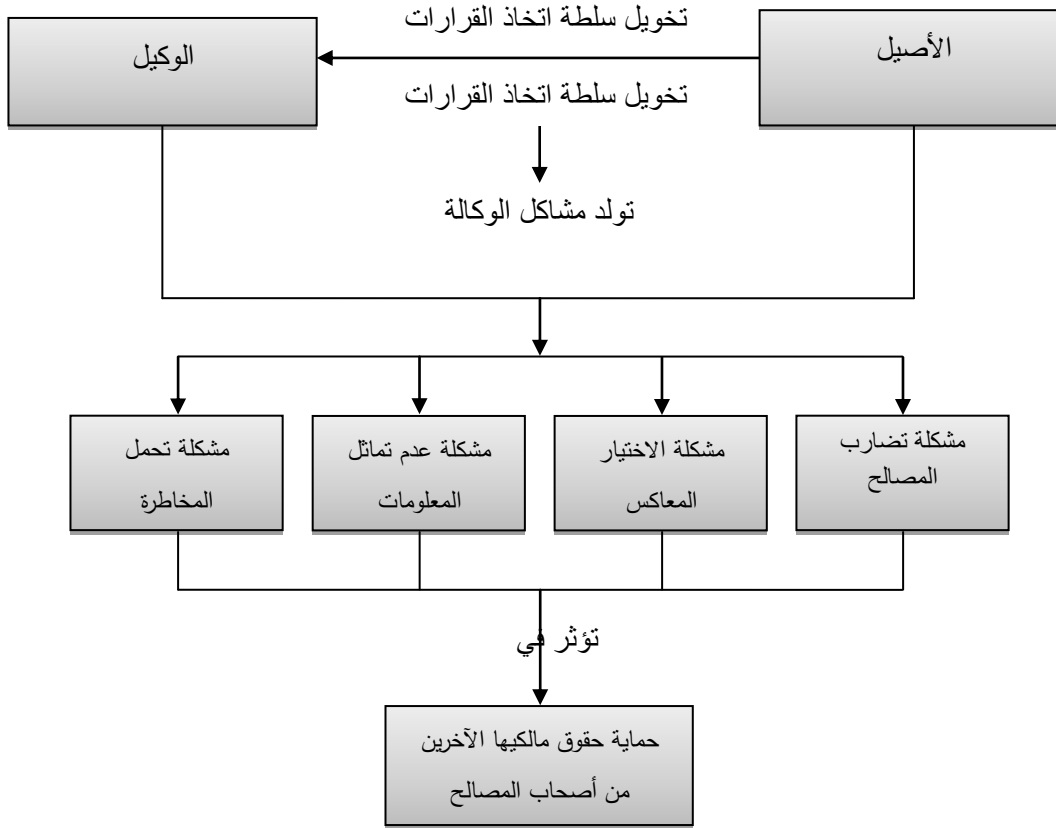 تخويل سلطة اتخاذ القرارات
الأصيل
الوكيل
تخويل سلطة اتخاذ القرارات
تولد مشاكل الوكالة
مشكلة تضارب
المصالح
مشكلة الاختيار
المعاكس
مشكلة عدم تماثل
المعلومات
مشكلة تحمل
المخاطرة
تؤثر في
حماية حقوق مالكيها الآخرين
من أصحاب المصالح